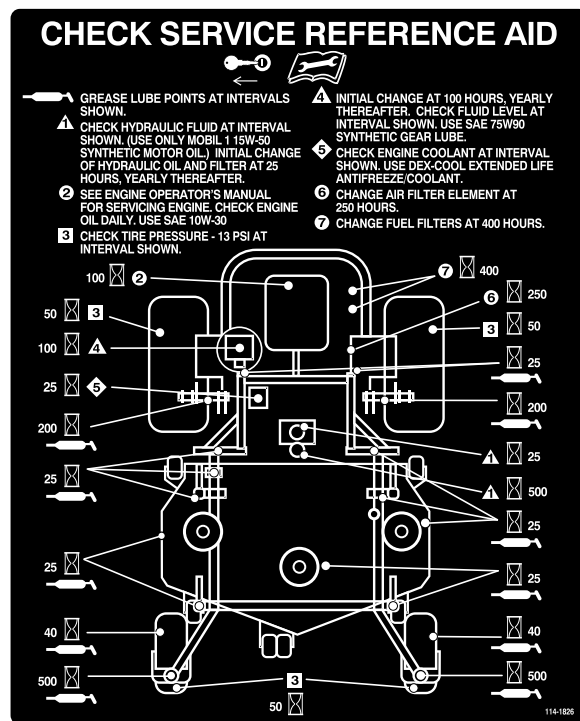 CHECK SERVICE REFERENCE AID
GREASE LUBE POINTS AT INTERVALS
SHOWN.
1 CHECK HYDRAULIC FLUID AT INTERVAL
SHOWN. (USE ONLY MOBIL 1 15W-50
SYNTHETIC MOTOR OIL.) INITIAL CHANGE
OF HYDRAULIC OIL AND FILTER AT 25
HOURS, YEARLY THEREAFTER.
2 SEE ENGINE OPERATOR'S MANUAL
FOR SERVICING ENGINE. CHECK ENGINE
OIL DAILY. USE SAE 10W-30
3 CHECK TIRE PRESSURE - 13 PSI AT
INTERVAL SHOWN.
4 INITIAL CHANGE AT 100 HOURS, YEARLY
THEREAFTER. CHECK FLUID LEVEL AT
INTERVAL SHOWN. USE SAE 75W90
SYNTHETIC GEAR LUBE.
5 CHECK ENGINE COOLANT AT INTERVAL
SHOWN. USE DEX-COOL EXTENDED LIFE
ANTIFREEZE/COOLANT.
6 CHANGE AIR FILTER ELEMENT AT
250 HOURS.
7 CHANGE FUEL FILTERS AT 400 HOURS.
100 2
7 400
6 250
50 3
3 50
100 4
25
25 5
200
200
1 25
25
1 500
25
25
25
40
40
500
500
3
50
114-1826